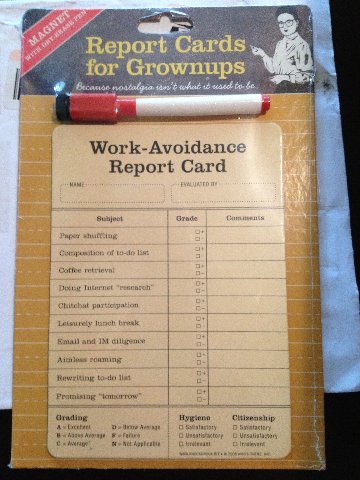 MAGNET
WITH DRY-ERASE PEN
Report Cards
for Grownups
Because nostalgia isn't what it used to be.
Work-Avoidance
Report Card
NAME
EVALUATED BY
Subject Grade Comments
Paper shuffling + -
Composition of to-do list + -
Coffee retrieval + -
Doing Internet "research" + -
Chitchat participation + -
Leisurely lunch break + -
Email and IM diligence + -
Aimless roaming + -
Rewriting to-do list + -
Promising "tomorrow" + -
Grading Hygiene Citizenship
A = Excellent D = Below Average Satisfactory Satisfactory
B = Above Average F = Failure Unsatisfactory Unsatisfactory
C = Average N = Not Applicable Irrelevant Irrelevant